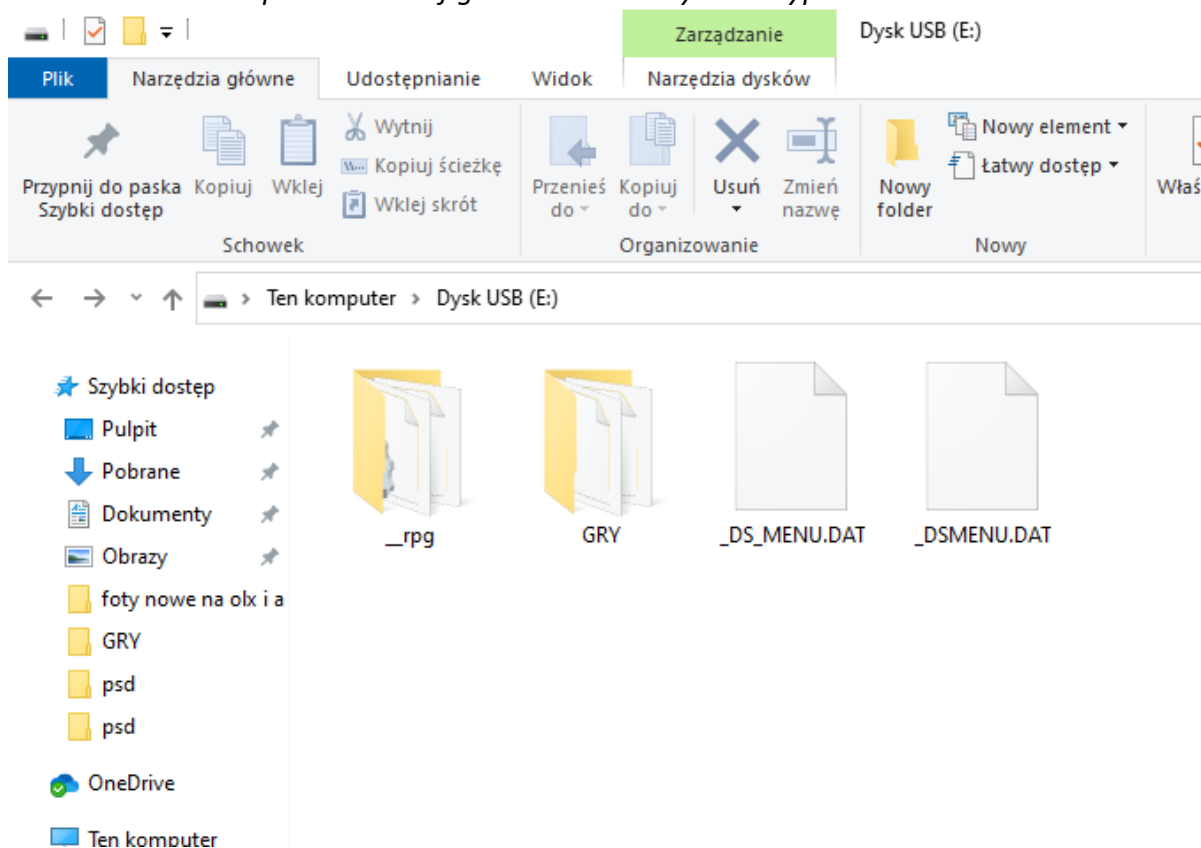 Zarządzanie
Dysk USB (E:)
Plik
Narzędzia główne
Udostępnianie
Widok
Narzędzia dysków
Przypnij do paska
Szybki dostęp
Kopiuj
Wklej
Wytnij
Kopiuj ścieżkę
Wklej skrót
Przenieś
do
Kopiuj
do
Usuń
Zmień
nazwę
Nowy
folder
Nowy element
Łatwy dostęp
Właś
Schowek
Organizowanie
Nowy
Ten komputer > Dysk USB (E:)
Szybki dostęp
Pulpit
Pobrane
Dokumenty
Obrazy
foty nowe na olx i a
GRY
psd
psd
OneDrive
Ten komputer
__rpg
GRY
_DS_MENU.DAT
_DSMENU.DAT